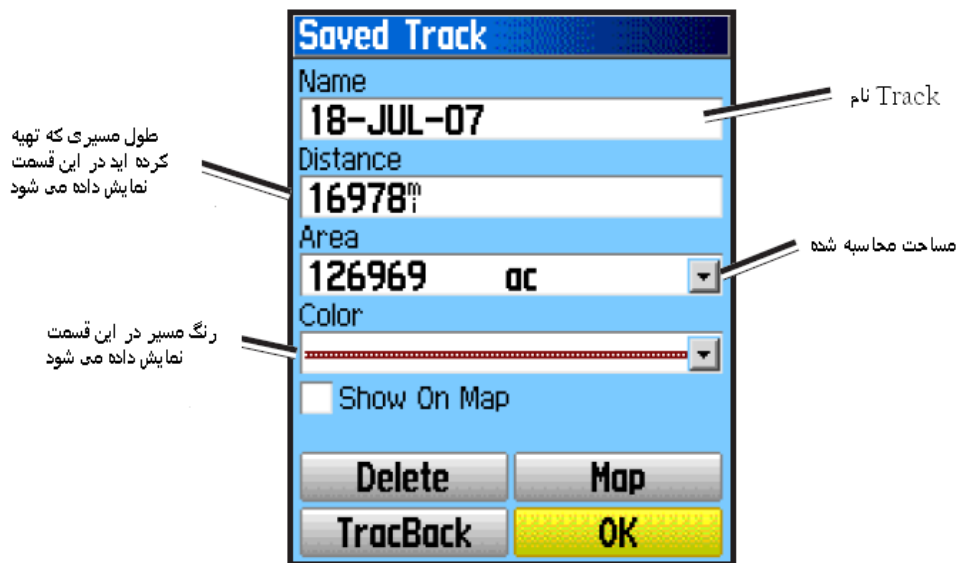 Saved Track
Name
18-JUL-07
نام Track
Distance
طول مسیری که تهیه
کرده اید در این قسمت
نمایش داده می شود
16978 mi
Area
مساحت محاسبه شده
126969 ac
Color
رنگ مسیر در این قسمت
نمایش داده می شود
Show On Map
Delete
Map
TracBack
OK